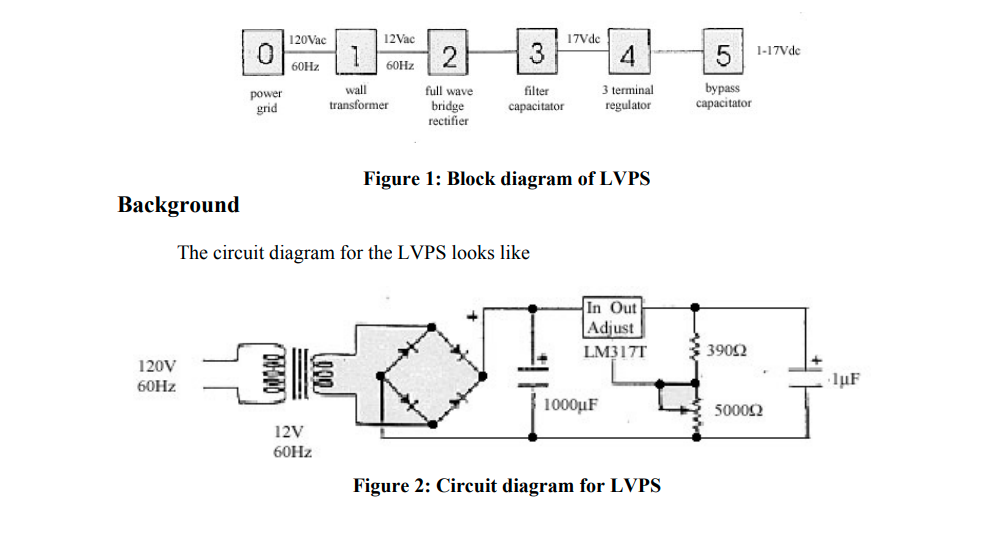 120Vac 12Vac 17Vdc
0 1 2 3 4 5 1-17Vdc
60Hz 60Hz
power grid
wall transformer
full wave bridge rectifier
filter capacitator
3 terminal regulator
bypass capacitator
Figure 1: Block diagram of LVPS
Background
The circuit diagram for the LVPS looks like
120V
60Hz
12V
60Hz
+
+
1000µF
In Out
Adjust
LM317T
390Ω
5000Ω
+
·1µF
Figure 2: Circuit diagram for LVPS